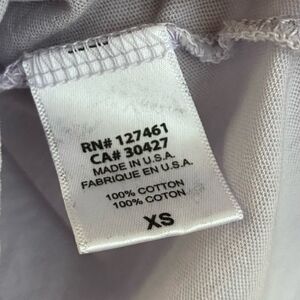 RN# 127461
CA# 30427
MADE IN U.S.A.
FABRIQUE EN U.S.A.
100% COTTON
100% COTON
XS